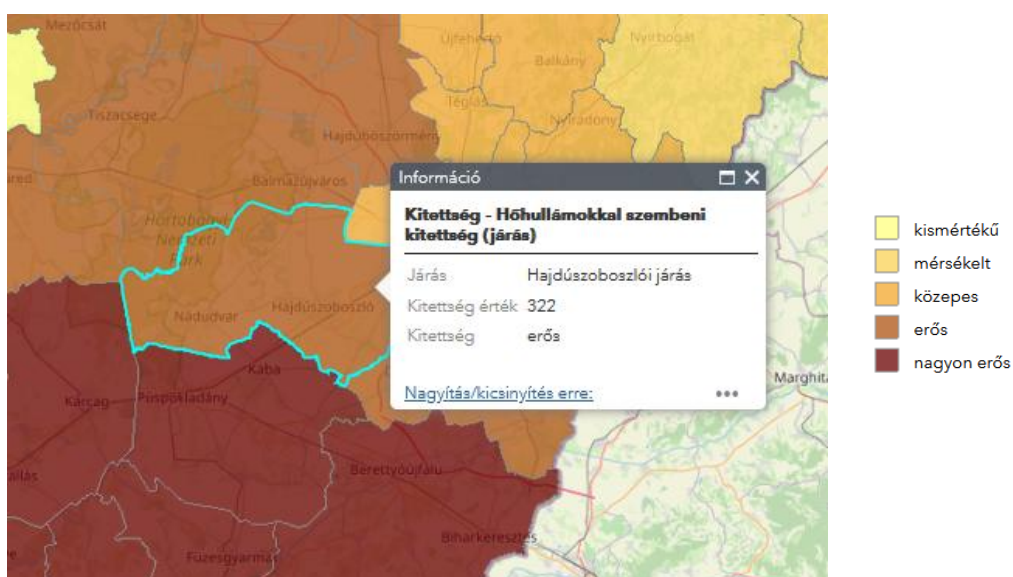 Mezőcsát
Újfehértó
Nyírbogát
Balkány
Téglás
Tiszacsege
Nyíradony
Hajdúböszörmény
Információ
Balmazújváros
Kitettség - Hőhullámokkal szembeni
kitettség (járás)
Hortobágyi
Nemzeti
Park
kismértékű
mérsékelt
Járás Hajdúszoboszlói járás
közepes
Nádudvar
Hajdúszoboszló
Kitettség érték 322
erős
Kitettség erős
nagyon erős
Kaba
Marghita
Karcag
Püspökladány
Nagyítás/kicsinyítés erre:
Berettyóújfalu
Biharkeresztes
Füzesgyarmat